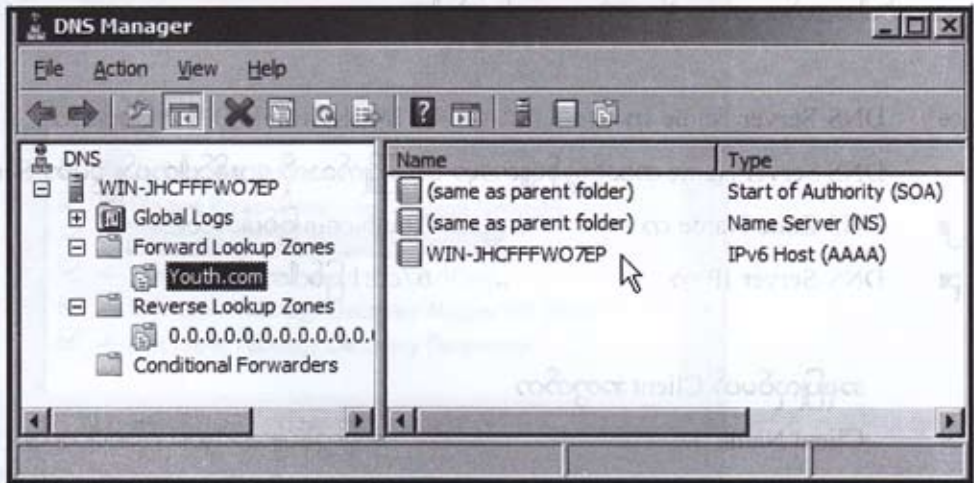 DNS Manager
File Action View Help
DNS
WIN-JHCFFFWO7EP
Global Logs
Forward Lookup Zones
Youth.com
Reverse Lookup Zones
0.0.0.0.0.0.0.0.0.0.0.0.
Conditional Forwarders
Name Type
(same as parent folder) Start of Authority (SOA)
(same as parent folder) Name Server (NS)
WIN-JHCFFFWO7EP IPv6 Host (AAAA)